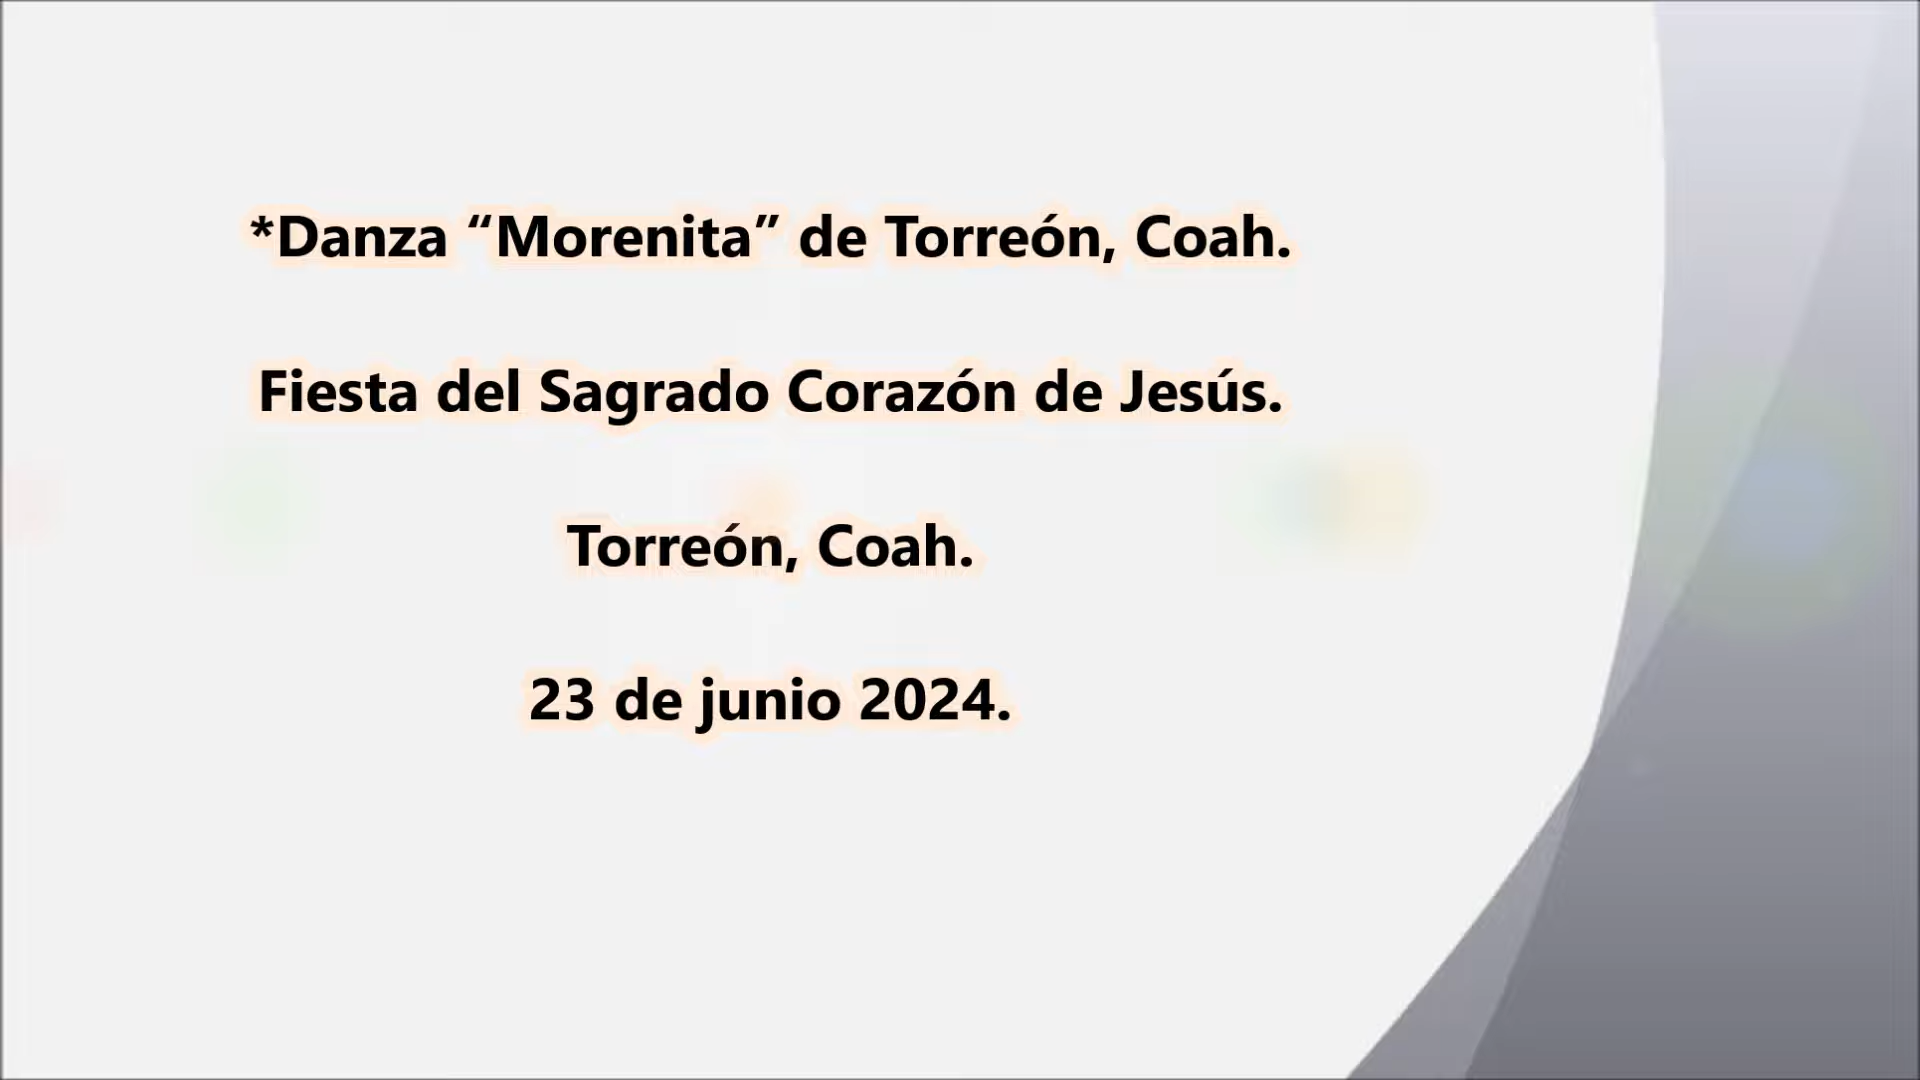 *Danza “Morenita” de Torreón, Coah.
Fiesta del Sagrado Corazón de Jesús.
Torreón, Coah.
23 de junio 2024.